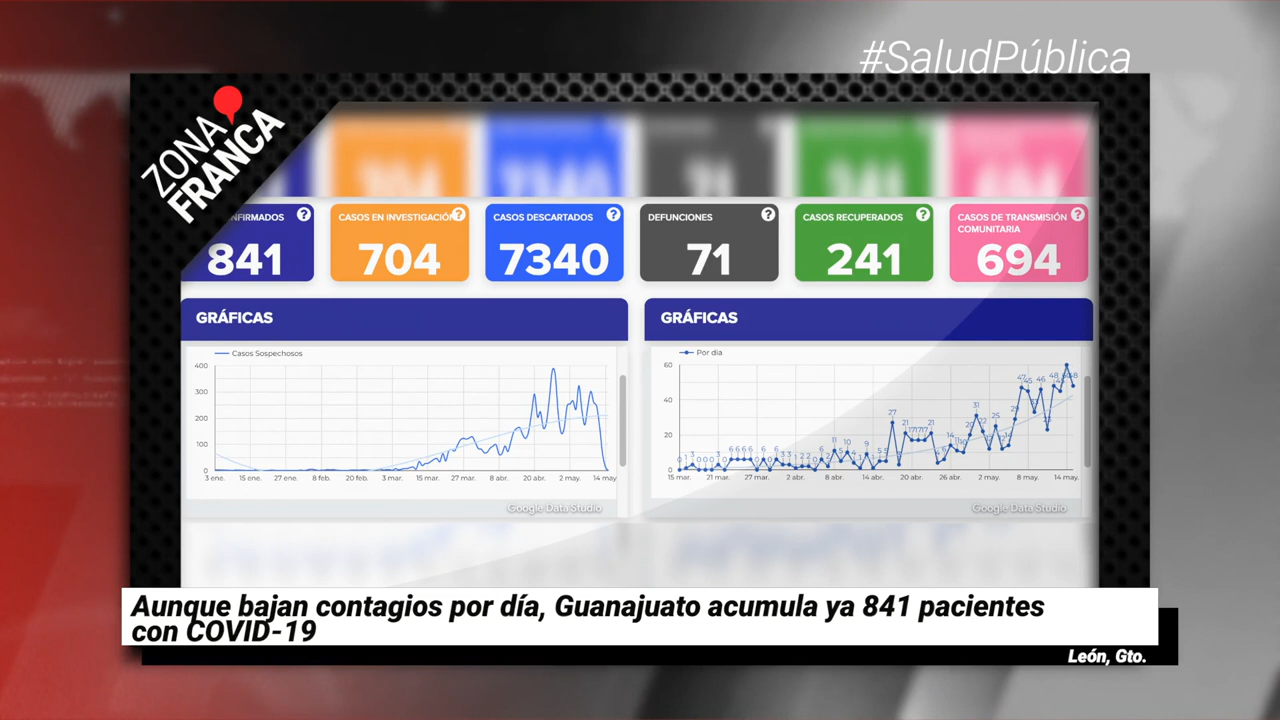 #SaludPública
ZONA
FRANCA
NFIRMADOS
841
CASOS EN INVESTIGACIÓN
704
CASOS DESCARTADOS
7340
DEFUNCIONES
71
CASOS RECUPERADOS
241
CASOS DE TRANSMISIÓN
COMUNITARIA
694
GRÁFICAS
Casos Sospechosos
400
300
200
100
0
3 ene. 15 ene. 27 ene. 8 feb. 20 feb. 3 mar. 15 mar. 27 mar. 8 abr. 20 abr. 2 may. 14 may
Google Data Studio
GRÁFICAS
Por dia
60
40
20
0
15 mar. 21 mar. 27 mar. 2 abr. 8 abr. 14 abr. 20 abr. 26 abr. 2 may. 8 may. 14 may.
Google Data Studio
Aunque bajan contagios por día, Guanajuato acumula ya 841 pacientes
con COVID-19
León, Gto.